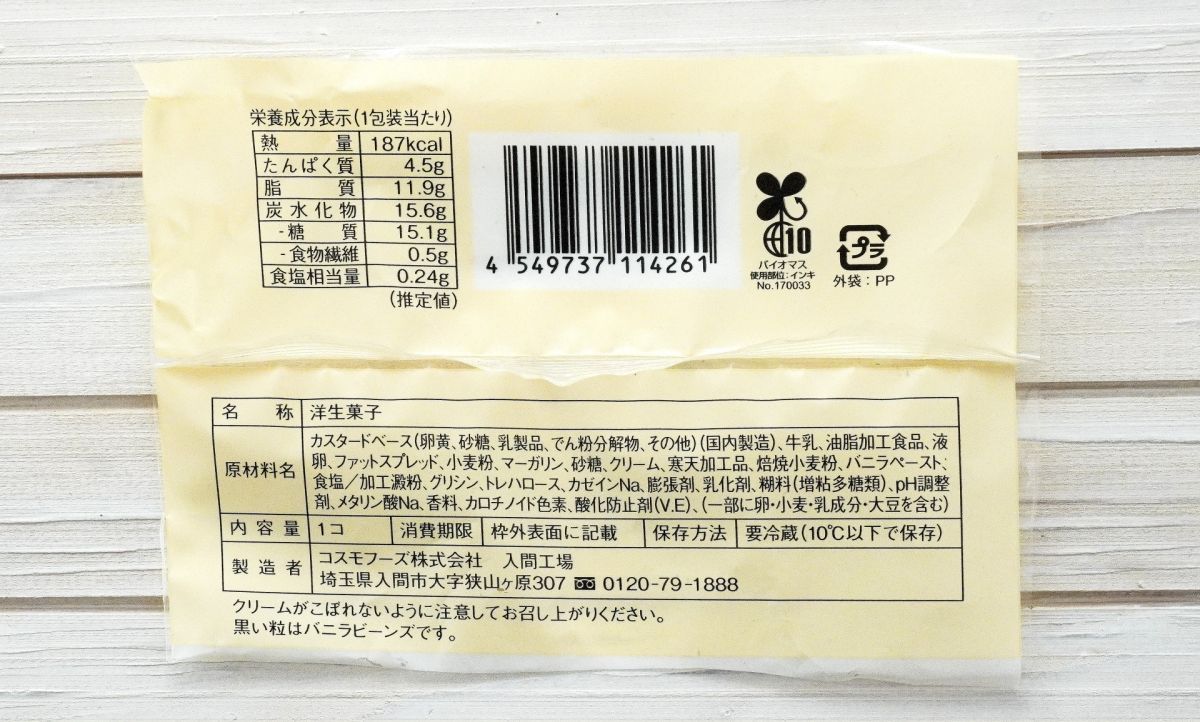 栄養成分表示(1包装当たり)
熱量 187kcal
たんぱく質 4.5g
脂質 11.9g
炭水化物 15.6g
-糖質 15.1g
-食物繊維 0.5g
食塩相当量 0.24g
(推定値)
4 549737 114261
10
バイオマス
使用部位:インキ
No.170033
プラ
外袋:PP
名称 洋生菓子
原材料名 カスタードベース(卵黄、砂糖、乳製品、でん粉分解物、その他)(国内製造)、牛乳、油脂加工食品、液
卵、ファットスプレッド、小麦粉、マーガリン、砂糖、クリーム、寒天加工品、焙焼小麦粉、バニラペースト、
食塩/加工澱粉、グリシン、トレハロース、カゼインNa、膨張剤、乳化剤、糊料(増粘多糖類)、pH調整
剤、メタリン酸Na、香料、カロチノイド色素、酸化防止剤(V.E)、(一部に卵・小麦・乳成分・大豆を含む)
内容量 1コ 消費期限 枠外表面に記載 保存方法 要冷蔵(10℃以下で保存)
製造者 コスモフーズ株式会社 入間工場
埼玉県入間市大字狭山ヶ原307 0120-79-1888
クリームがこぼれないように注意してお召し上がりください。
黒い粒はバニラビーンズです。